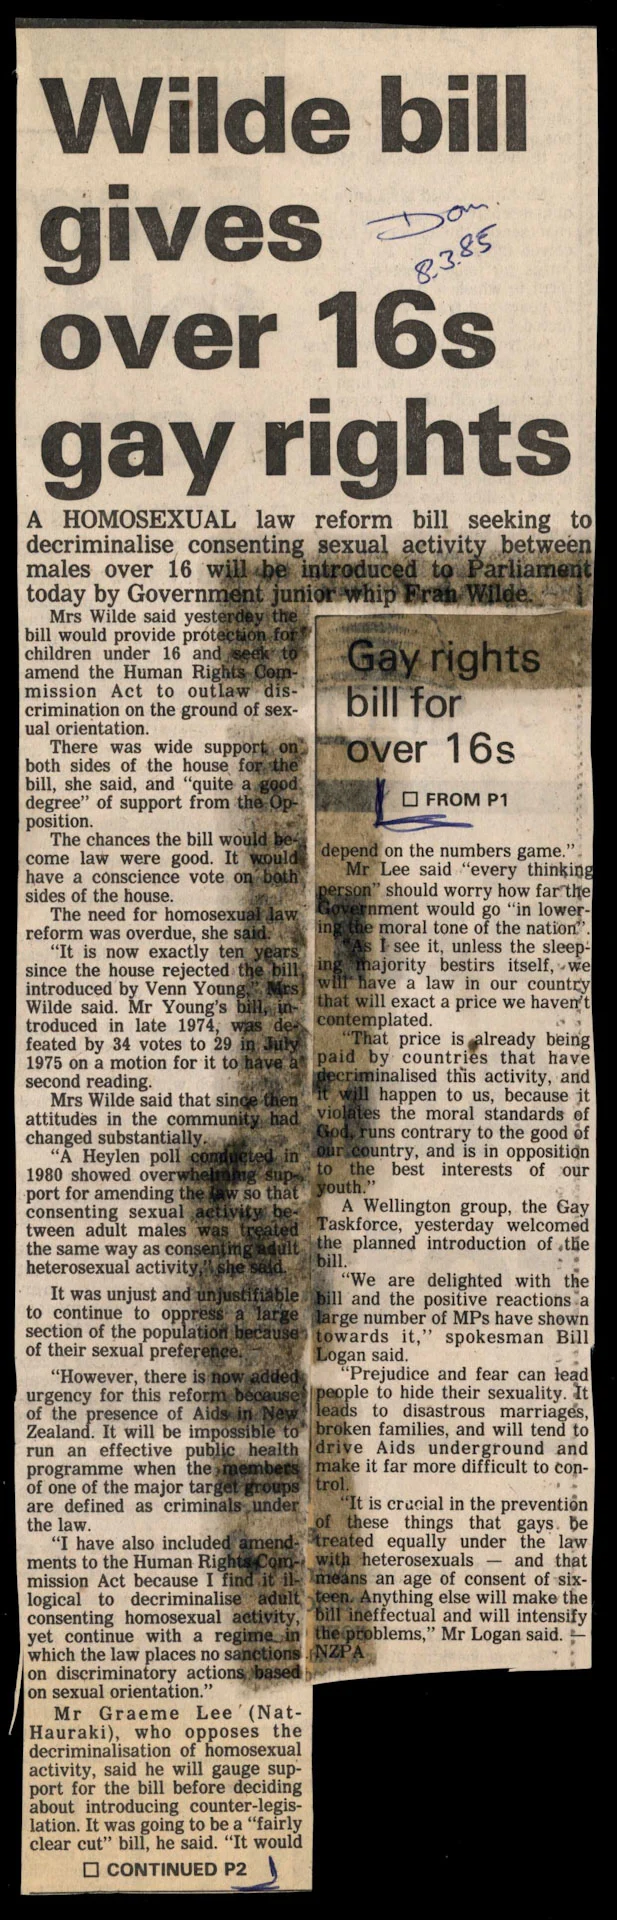 Wilde bill
gives
Dom.
8.3.85
over 16s
gay rights
A HOMOSEXUAL law reform bill seeking to
decriminalise consenting sexual activity between
males over 16 will be introduced to Parliament
today by Government junior whip Fran Wilde.
Mrs Wilde said yesterday the
bill would provide protection for
children under 16 and seek to
amend the Human Rights Com-
mission Act to outlaw dis-
crimination on the ground of sex-
ual orientation.
There was wide support on
both sides of the house for the
bill, she said, and "quite a good
degree" of support from the Op-
position.
The chances the bill would be-
come law were good. It would
have a conscience vote on both
sides of the house.
The need for homosexual law
reform was overdue, she said.
"It is now exactly ten years
since the house rejected the bill
introduced by Venn Young," Mrs
Wilde said. Mr Young's bill, in-
troduced in late 1974, was de-
feated by 34 votes to 29 in July
1975 on a motion for it to have a
second reading.
Mrs Wilde said that since then
attitudes in the community had
changed substantially.
"A Heylen poll conducted in
1980 showed overwhelming sup-
port for amending the law so that
consenting sexual activity be-
tween adult males was treated
the same way as consenting adult
heterosexual activity," she said.
It was unjust and unjustifiable
to continue to oppress a large
section of the population because
of their sexual preference.
"However, there is now added
urgency for this reform because
of the presence of Aids in New
Zealand. It will be impossible to
run an effective public health
programme when the members
of one of the major target groups
are defined as criminals under
the law.
"I have also included amend-
ments to the Human Rights Com-
mission Act because I find it il-
logical to decriminalise adult
consenting homosexual activity,
yet continue with a regime in
which the law places no sanctions
on discriminatory actions based
on sexual orientation."
Mr Graeme Lee (Nat-
Hauraki), who opposes the
decriminalisation of homosexual
activity, said he will gauge sup-
port for the bill before deciding
about introducing counter-legis-
lation. It was going to be a "fairly
clear cut" bill, he said. "It would
☐ CONTINUED P2
Gay rights
bill for
over 16s
☐ FROM P1
depend on the numbers game."
Mr Lee said "every thinking
person" should worry how far the
Government would go "in lower-
ing the moral tone of the nation".
"As I see it, unless the sleep-
ing majority bestirs itself, we
will have a law in our country
that will exact a price we haven't
contemplated.
"That price is already being
paid by countries that have
decriminalised this activity, and
it will happen to us, because it
violates the moral standards of
God, runs contrary to the good of
our country, and is in opposition
to the best interests of our
youth."
A Wellington group, the Gay
Taskforce, yesterday welcomed
the planned introduction of the
bill.
"We are delighted with the
bill and the positive reactions a
large number of MPs have shown
towards it," spokesman Bill
Logan said.
"Prejudice and fear can lead
people to hide their sexuality. It
leads to disastrous marriages,
broken families, and will tend to
drive Aids underground and
make it far more difficult to con-
trol.
"It is crucial in the prevention
of these things that gays be
treated equally under the law
with heterosexuals — and that
means an age of consent of six-
teen. Anything else will make the
bill ineffectual and will intensify
the problems," Mr Logan said. —
NZPA